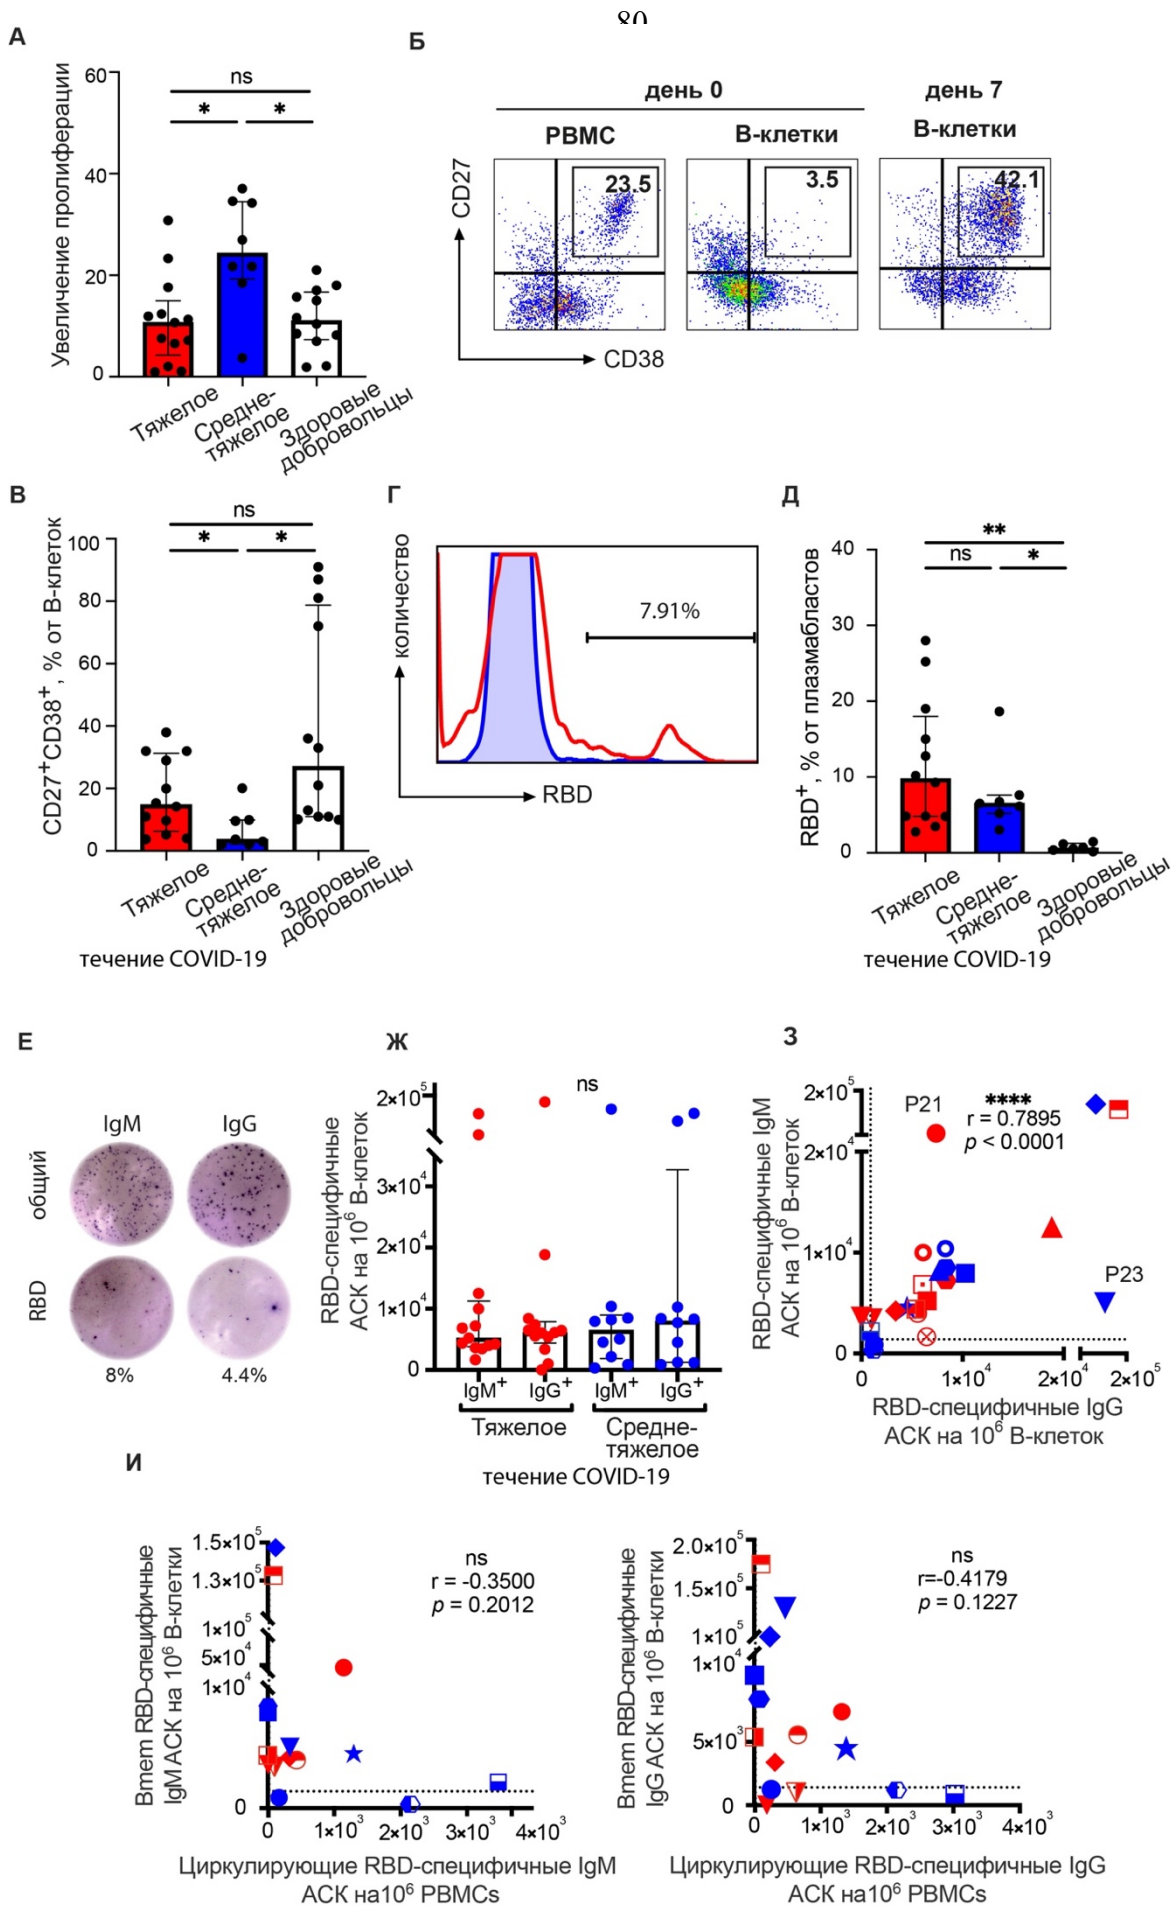 80
А
ns
*
*
Увеличение пролиферации
60
40
20
0
Тяжелое
Средне-
тяжелое
Здоровые
добровольцы
Б
день 0
день 7
PBMC
В-клетки
В-клетки
23.5
3.5
42.1
CD27
CD38
В
ns
*
*
CD27⁺CD38⁺, % от В-клеток
100
80
60
40
20
0
Тяжелое
Средне-
тяжелое
Здоровые
добровольцы
течение COVID-19
Г
количество
7.91%
RBD
Д
**
ns
*
RBD⁺, % от плазмабластов
40
30
20
10
0
Тяжелое
Средне-
тяжелое
Здоровые
добровольцы
течение COVID-19
Е
IgM
IgG
общий
RBD
8%
4.4%
Ж
ns
RBD-специфичные
АСК на 10⁶ В-клеток
2×10⁵
3×10⁴
2×10⁴
1×10⁴
0
IgM⁺
IgG⁺
IgM⁺
IgG⁺
Тяжелое
Средне-
тяжелое
течение COVID-19
З
RBD-специфичные IgM
АСК на 10⁶ В-клеток
2×10⁵
2×10⁴
1×10⁴
0
P21
****
r = 0.7895
p < 0.0001
P23
0
1×10⁴
2×10⁴
2×10⁵
RBD-специфичные IgG
АСК на 10⁶ В-клеток
И
Bmem RBD-специфичные
IgM АСК на 10⁶ В-клетки
1.5×10⁵
1.3×10⁵
1×10⁵
5×10⁴
1×10⁴
0
ns
r = -0.3500
p = 0.2012
0
1×10³
2×10³
3×10³
4×10³
Циркулирующие RBD-специфичные IgM
АСК на10⁶ PBMCs
Bmem RBD-специфичные
IgG АСК на 10⁶ В-клетки
2.0×10⁵
1.5×10⁵
1×10⁵
1×10⁴
5×10³
0
ns
r=-0.4179
p = 0.1227
0
1×10³
2×10³
3×10³
4×10³
Циркулирующие RBD-специфичные IgG
АСК на10⁶ PBMCs